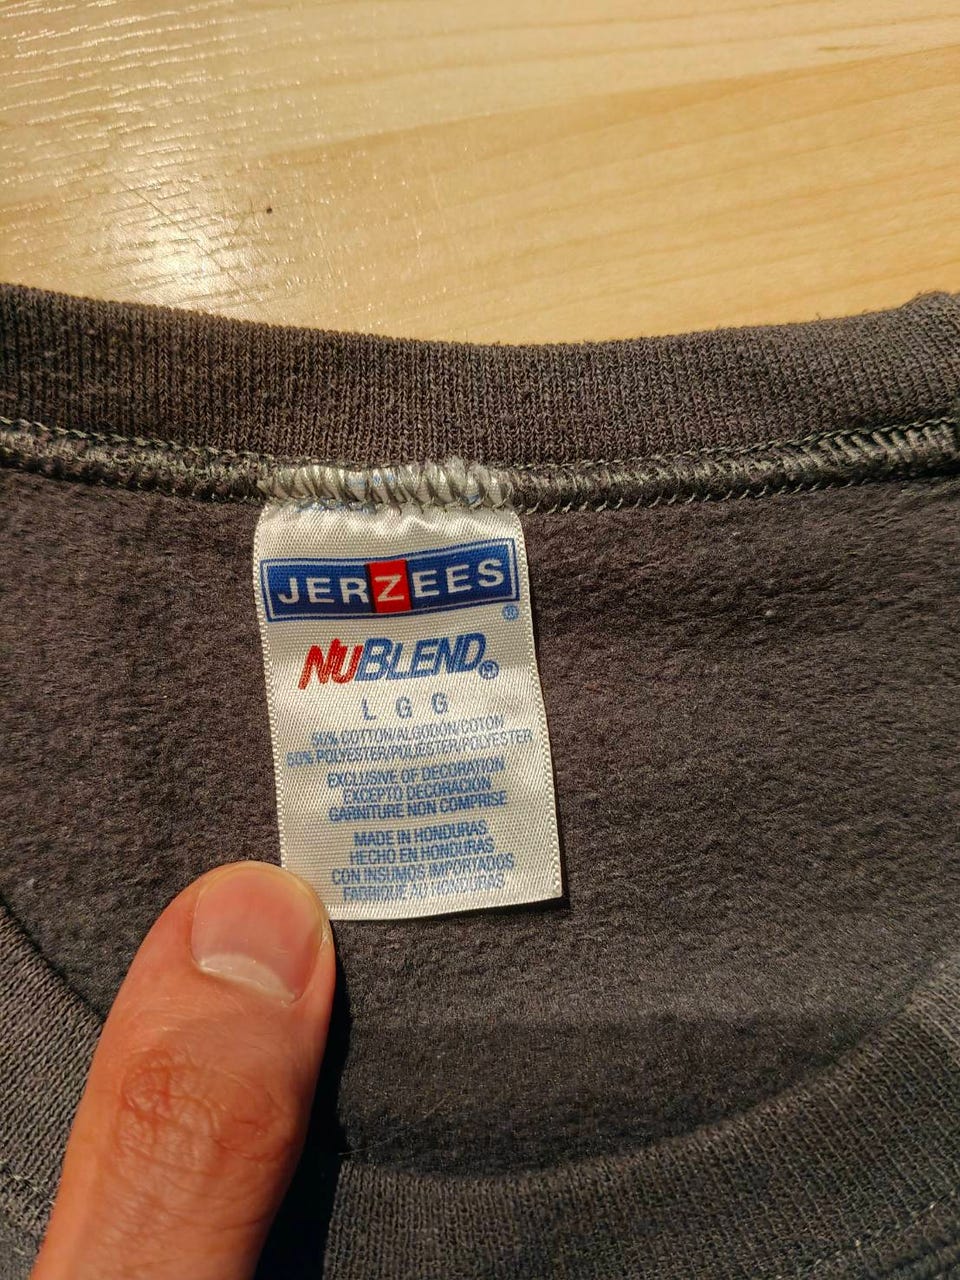 JERZEES®
NUBLEND®
L G G
50% COTTON/ALGODON/COTON
50% POLYESTER/POLIESTER/POLYESTER
EXCLUSIVE OF DECORATION
EXCEPTO DECORACION
GARNITURE NON COMPRISE
MADE IN HONDURAS
HECHO EN HONDURAS
CON INSUMOS IMPORTADOS
FABRIQUE AU HONDURAS